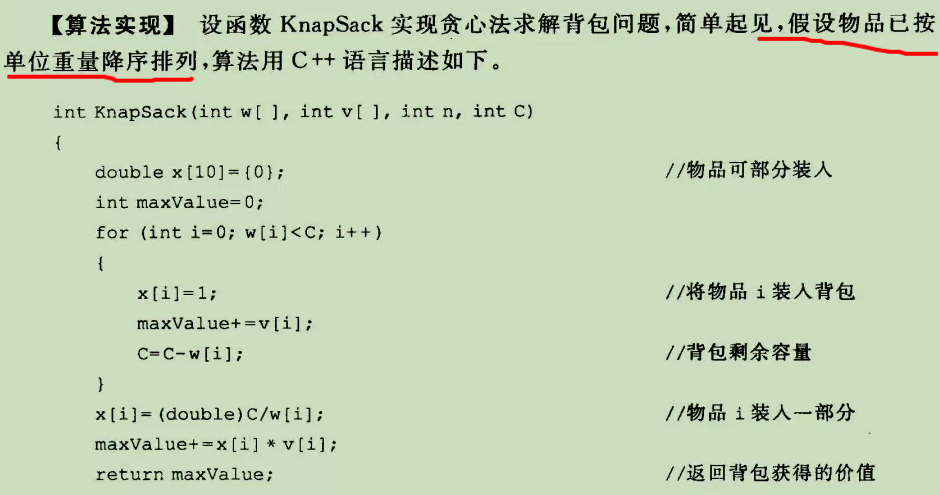 【算法实现】 设函数 KnapSack 实现贪心法求解背包问题,简单起见,假设物品已按
单位重量降序排列,算法用 C++ 语言描述如下。
int KnapSack(int w[ ], int v[ ], int n, int C)
{
double x[10]={0}; //物品可部分装入
int maxValue=0;
for (int i=0; w[i]<C; i++)
{
x[i]=1; //将物品 i 装入背包
maxValue+=v[i];
C=C-w[i]; //背包剩余容量
}
x[i]=(double)C/w[i]; //物品 i 装入一部分
maxValue+=x[i] * v[i];
return maxValue; //返回背包获得的价值